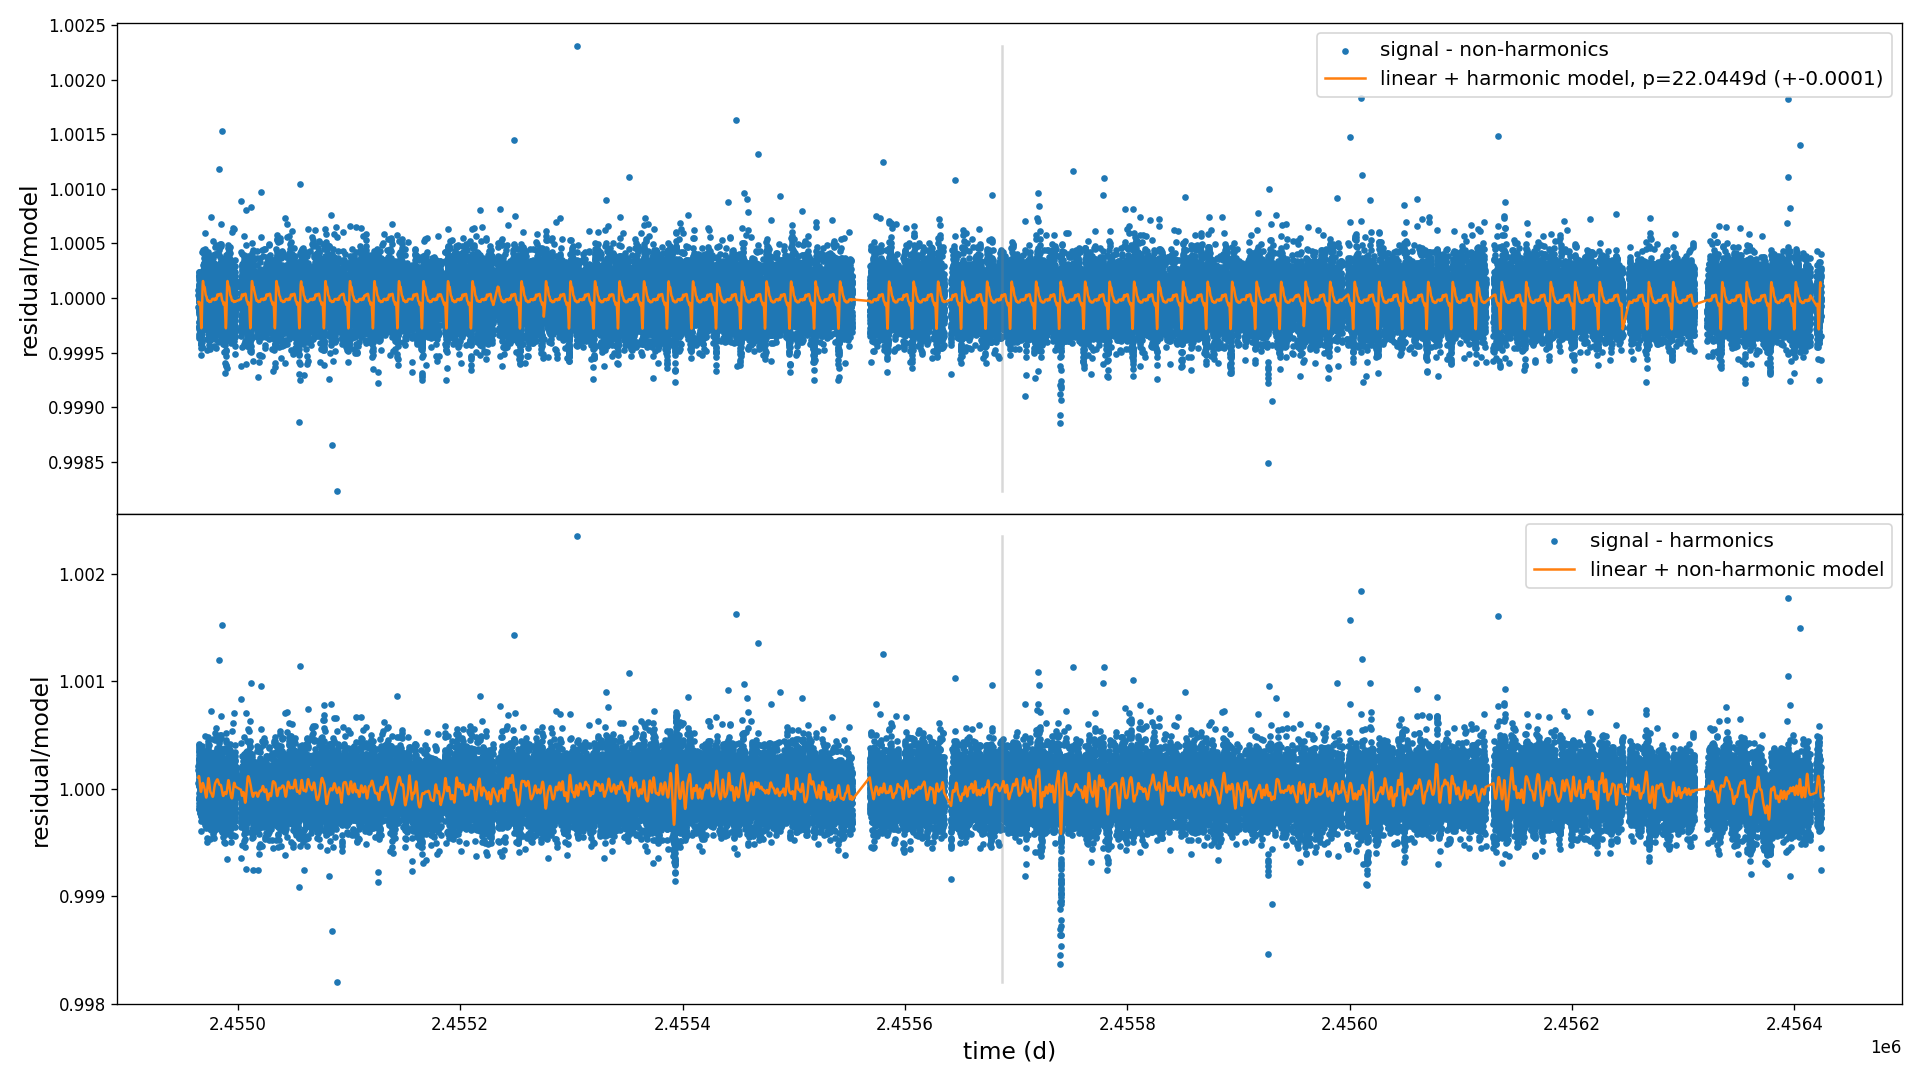 1.0025
1.0020
1.0015
1.0010
1.0005
1.0000
0.9995
0.9990
0.9985
residual/model
signal - non-harmonics
linear + harmonic model, p=22.0449d (+-0.0001)
1.002
1.001
1.000
0.999
0.998
residual/model
signal - harmonics
linear + non-harmonic model
2.4550
2.4552
2.4554
2.4556
2.4558
2.4560
2.4562
2.4564
time (d)
1e6